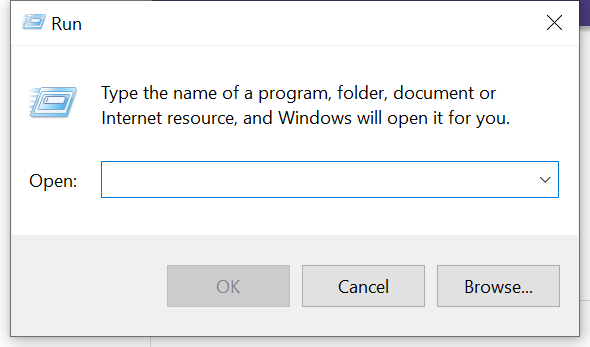 Run
Type the name of a program, folder, document or
Internet resource, and Windows will open it for you.
Open:
OK
Cancel
Browse...